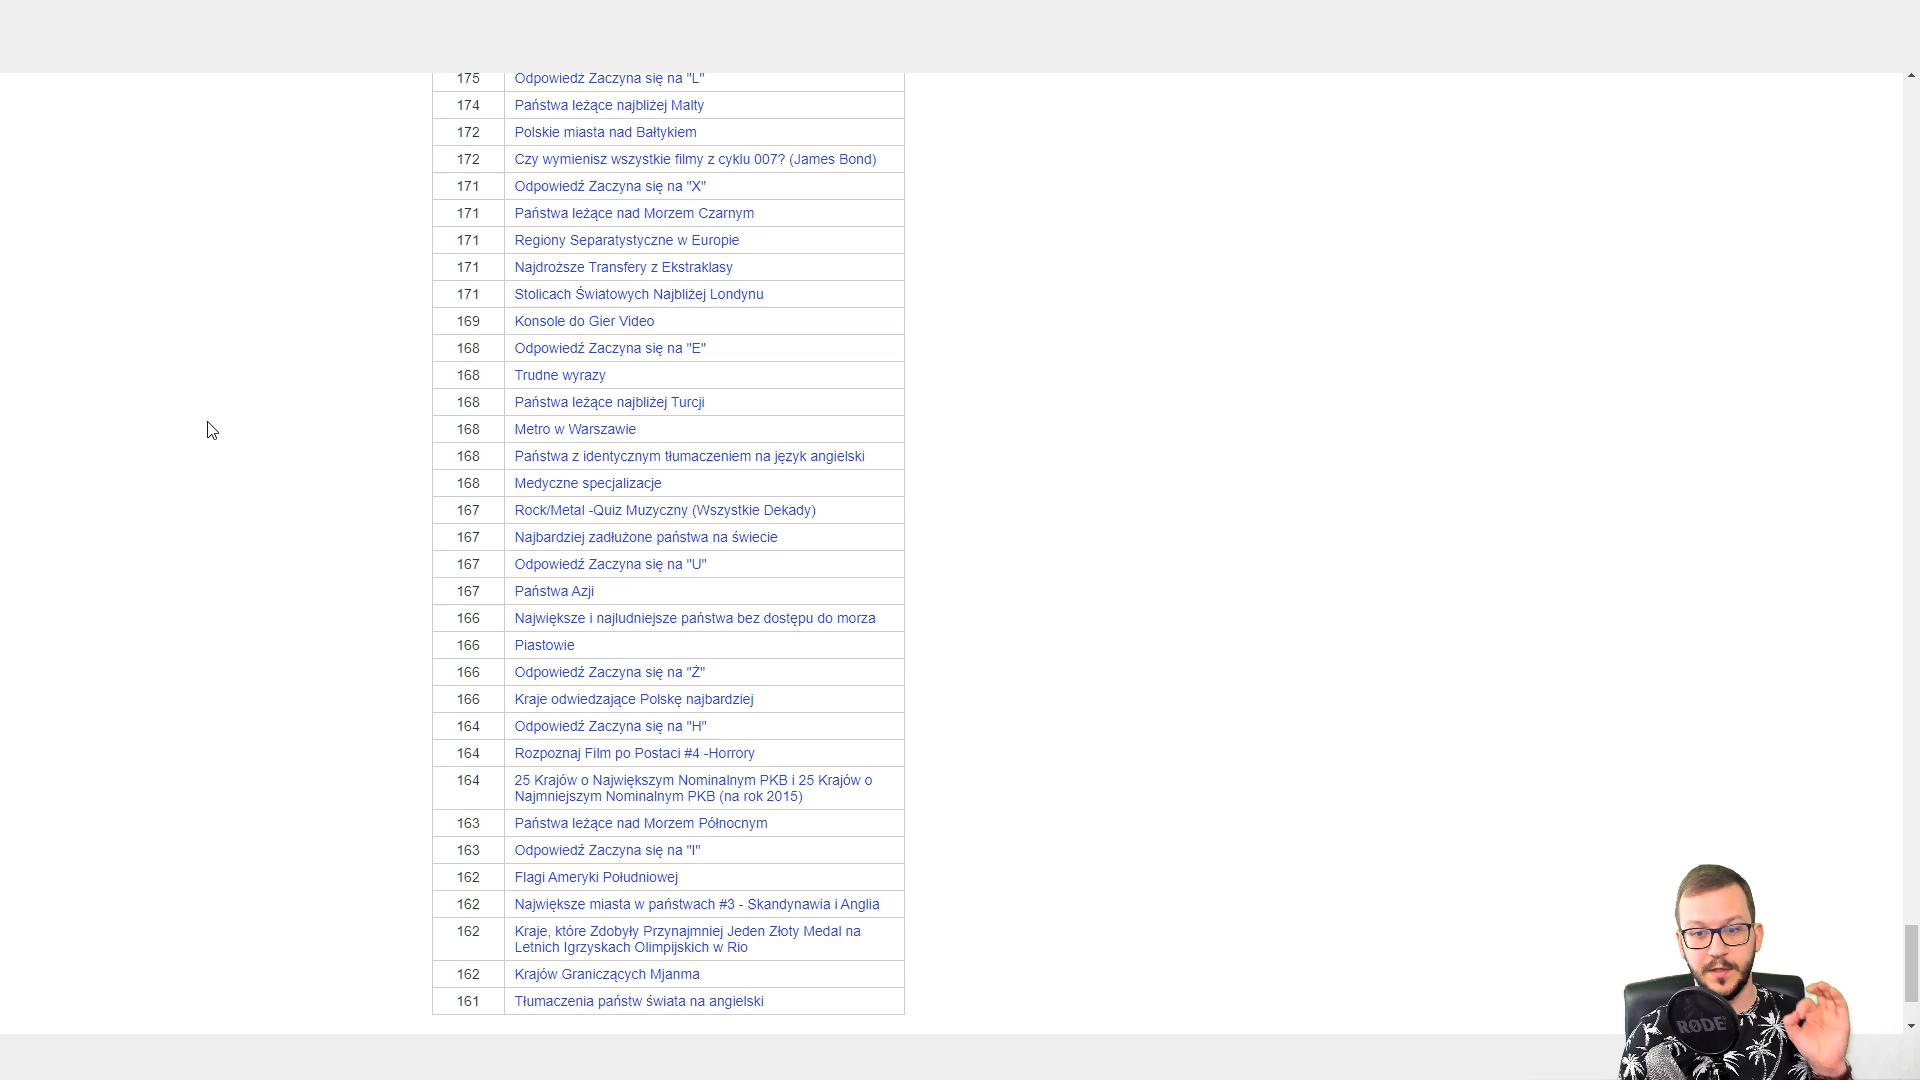 175 Odpowiedź Zaczyna się na "L"
174 Państwa leżące najbliżej Malty
172 Polskie miasta nad Bałtykiem
172 Czy wymienisz wszystkie filmy z cyklu 007? (James Bond)
171 Odpowiedź Zaczyna się na "X"
171 Państwa leżące nad Morzem Czarnym
171 Regiony Separatystyczne w Europie
171 Najdroższe Transfery z Ekstraklasy
171 Stolicach Światowych Najbliżej Londynu
169 Konsole do Gier Video
168 Odpowiedź Zaczyna się na "E"
168 Trudne wyrazy
168 Państwa leżące najbliżej Turcji
168 Metro w Warszawie
168 Państwa z identycznym tłumaczeniem na język angielski
168 Medyczne specjalizacje
167 Rock/Metal -Quiz Muzyczny (Wszystkie Dekady)
167 Najbardziej zadłużone państwa na świecie
167 Odpowiedź Zaczyna się na "U"
167 Państwa Azji
166 Największe i najludniejsze państwa bez dostępu do morza
166 Piastowie
166 Odpowiedź Zaczyna się na "Ż"
166 Kraje odwiedzające Polskę najbardziej
164 Odpowiedź Zaczyna się na "H"
164 Rozpoznaj Film po Postaci #4 -Horrory
164 25 Krajów o Największym Nominalnym PKB i 25 Krajów o
Najmniejszym Nominalnym PKB (na rok 2015)
163 Państwa leżące nad Morzem Północnym
163 Odpowiedź Zaczyna się na "I"
162 Flagi Ameryki Południowej
162 Największe miasta w państwach #3 - Skandynawia i Anglia
162 Kraje, które Zdobyły Przynajmniej Jeden Złoty Medal na
Letnich Igrzyskach Olimpijskich w Rio
162 Krajów Graniczących Mjanma
161 Tłumaczenia państw świata na angielski
RØDE